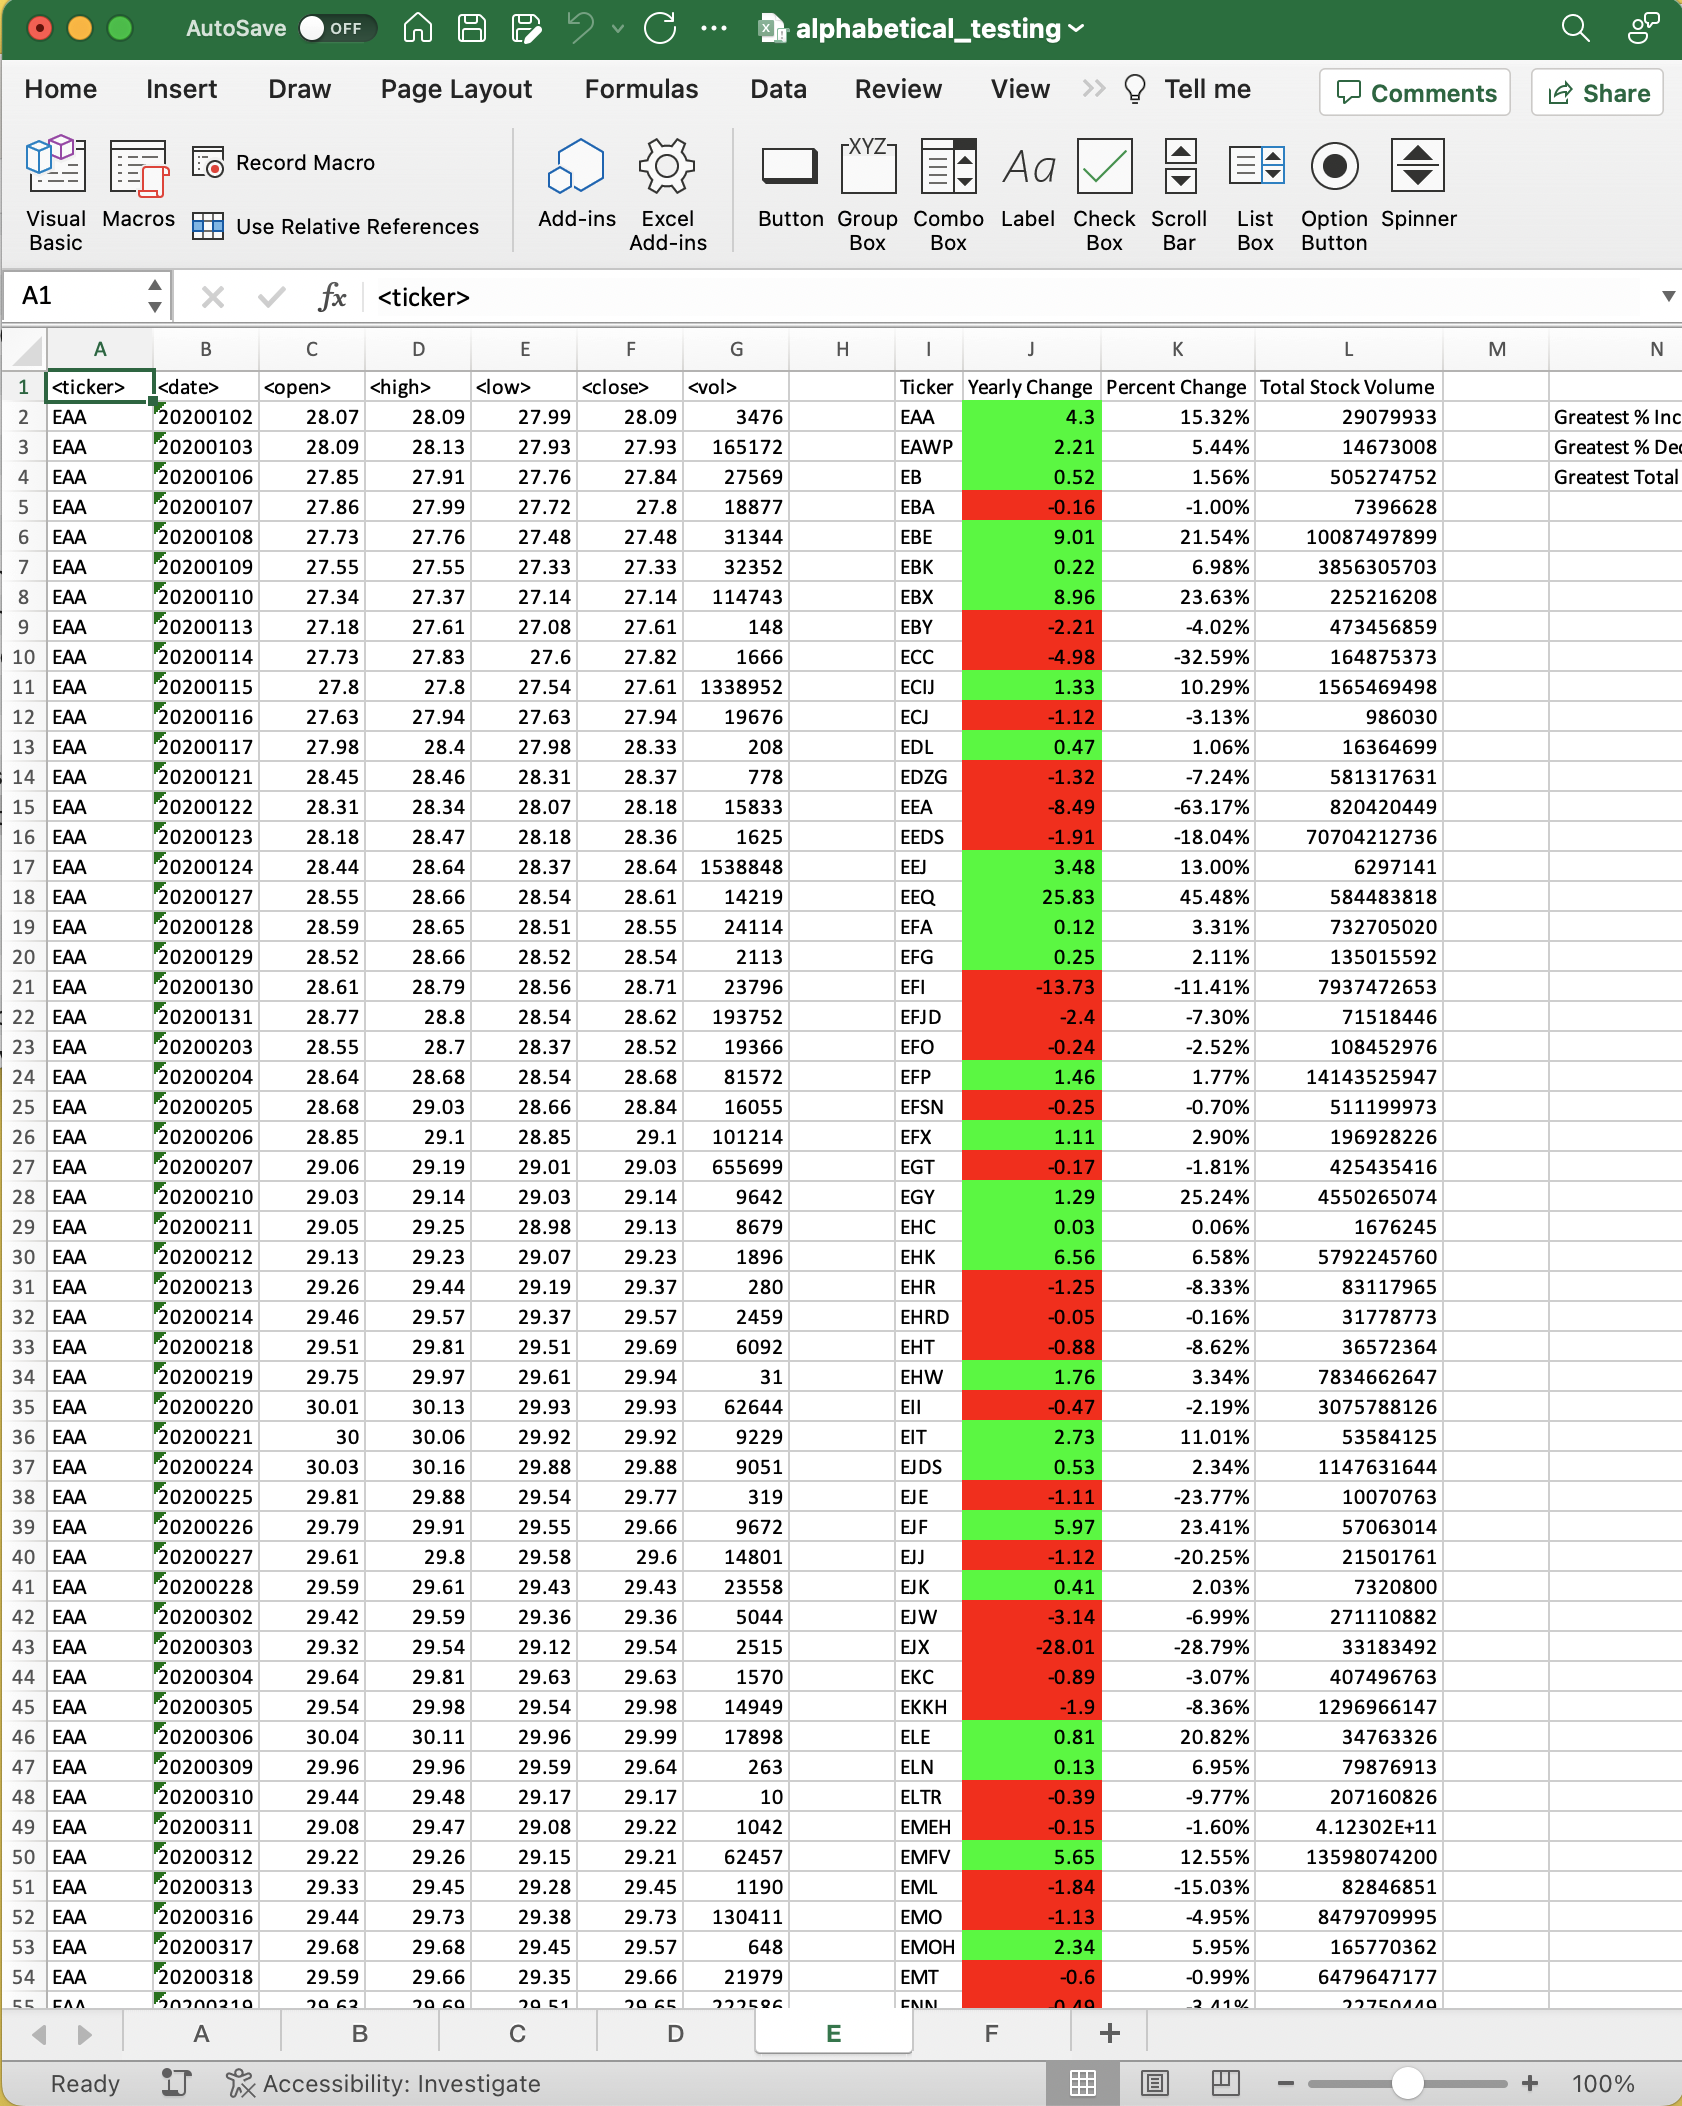 AutoSave OFF ... alphabetical_testing
Home Insert Draw Page Layout Formulas Data Review View >> Tell me Comments Share
Visual Basic Macros Record Macro Use Relative References Add-ins Excel Add-ins Button XYZ Group Box Combo Box Aa Label Check Box Scroll Bar List Box Option Button Spinner
A1 fx <ticker>
A B C D E F G H I J K L M N
1 <ticker> <date> <open> <high> <low> <close> <vol> Ticker Yearly Change Percent Change Total Stock Volume
2 EAA 20200102 28.07 28.09 27.99 28.09 3476 EAA 4.3 15.32% 29079933 Greatest % Inc
3 EAA 20200103 28.09 28.13 27.93 27.93 165172 EAWP 2.21 5.44% 14673008 Greatest % Dec
4 EAA 20200106 27.85 27.91 27.76 27.84 27569 EB 0.52 1.56% 505274752 Greatest Total
5 EAA 20200107 27.86 27.99 27.72 27.8 18877 EBA -0.16 -1.00% 7396628
6 EAA 20200108 27.73 27.76 27.48 27.48 31344 EBE 9.01 21.54% 10087497899
7 EAA 20200109 27.55 27.55 27.33 27.33 32352 EBK 0.22 6.98% 3856305703
8 EAA 20200110 27.34 27.37 27.14 27.14 114743 EBX 8.96 23.63% 225216208
9 EAA 20200113 27.18 27.61 27.08 27.61 148 EBY -2.21 -4.02% 473456859
10 EAA 20200114 27.73 27.83 27.6 27.82 1666 ECC -4.98 -32.59% 164875373
11 EAA 20200115 27.8 27.8 27.54 27.61 1338952 ECIJ 1.33 10.29% 1565469498
12 EAA 20200116 27.63 27.94 27.63 27.94 19676 ECJ -1.12 -3.13% 986030
13 EAA 20200117 27.98 28.4 27.98 28.33 208 EDL 0.47 1.06% 16364699
14 EAA 20200121 28.45 28.46 28.31 28.37 778 EDZG -1.32 -7.24% 581317631
15 EAA 20200122 28.31 28.34 28.07 28.18 15833 EEA -8.49 -63.17% 820420449
16 EAA 20200123 28.18 28.47 28.18 28.36 1625 EEDS -1.91 -18.04% 70704212736
17 EAA 20200124 28.44 28.64 28.37 28.64 1538848 EEJ 3.48 13.00% 6297141
18 EAA 20200127 28.55 28.66 28.54 28.61 14219 EEQ 25.83 45.48% 584483818
19 EAA 20200128 28.59 28.65 28.51 28.55 24114 EFA 0.12 3.31% 732705020
20 EAA 20200129 28.52 28.66 28.52 28.54 2113 EFG 0.25 2.11% 135015592
21 EAA 20200130 28.61 28.79 28.56 28.71 23796 EFI -13.73 -11.41% 7937472653
22 EAA 20200131 28.77 28.8 28.54 28.62 193752 EFJD -2.4 -7.30% 71518446
23 EAA 20200203 28.55 28.7 28.37 28.52 19366 EFO -0.24 -2.52% 108452976
24 EAA 20200204 28.64 28.68 28.54 28.68 81572 EFP 1.46 1.77% 14143525947
25 EAA 20200205 28.68 29.03 28.66 28.84 16055 EFSN -0.25 -0.70% 511199973
26 EAA 20200206 28.85 29.1 28.85 29.1 101214 EFX 1.11 2.90% 196928226
27 EAA 20200207 29.06 29.19 29.01 29.03 655699 EGT -0.17 -1.81% 425435416
28 EAA 20200210 29.03 29.14 29.03 29.14 9642 EGY 1.29 25.24% 4550265074
29 EAA 20200211 29.05 29.25 28.98 29.13 8679 EHC 0.03 0.06% 1676245
30 EAA 20200212 29.13 29.23 29.07 29.23 1896 EHK 6.56 6.58% 5792245760
31 EAA 20200213 29.26 29.44 29.19 29.37 280 EHR -1.25 -8.33% 83117965
32 EAA 20200214 29.46 29.57 29.37 29.57 2459 EHRD -0.05 -0.16% 31778773
33 EAA 20200218 29.51 29.81 29.51 29.69 6092 EHT -0.88 -8.62% 36572364
34 EAA 20200219 29.75 29.97 29.61 29.94 31 EHW 1.76 3.34% 7834662647
35 EAA 20200220 30.01 30.13 29.93 29.93 62644 EII -0.47 -2.19% 3075788126
36 EAA 20200221 30 30.06 29.92 29.92 9229 EIT 2.73 11.01% 53584125
37 EAA 20200224 30.03 30.16 29.88 29.88 9051 EJDS 0.53 2.34% 1147631644
38 EAA 20200225 29.81 29.88 29.54 29.77 319 EJE -1.11 -23.77% 10070763
39 EAA 20200226 29.79 29.91 29.55 29.66 9672 EJF 5.97 23.41% 57063014
40 EAA 20200227 29.61 29.8 29.58 29.6 14801 EJJ -1.12 -20.25% 21501761
41 EAA 20200228 29.59 29.61 29.43 29.43 23558 EJK 0.41 2.03% 7320800
42 EAA 20200302 29.42 29.59 29.36 29.36 5044 EJW -3.14 -6.99% 271110882
43 EAA 20200303 29.32 29.54 29.12 29.54 2515 EJX -28.01 -28.79% 33183492
44 EAA 20200304 29.64 29.81 29.63 29.63 1570 EKC -0.89 -3.07% 407496763
45 EAA 20200305 29.54 29.98 29.54 29.98 14949 EKKH -1.9 -8.36% 1296966147
46 EAA 20200306 30.04 30.11 29.96 29.99 17898 ELE 0.81 20.82% 34763326
47 EAA 20200309 29.96 29.96 29.59 29.64 263 ELN 0.13 6.95% 79876913
48 EAA 20200310 29.44 29.48 29.17 29.17 10 ELTR -0.39 -9.77% 207160826
49 EAA 20200311 29.08 29.47 29.08 29.22 1042 EMEH -0.15 -1.60% 4.12302E+11
50 EAA 20200312 29.22 29.26 29.15 29.21 62457 EMFV 5.65 12.55% 13598074200
51 EAA 20200313 29.33 29.45 29.28 29.45 1190 EML -1.84 -15.03% 82846851
52 EAA 20200316 29.44 29.73 29.38 29.73 130411 EMO -1.13 -4.95% 8479709995
53 EAA 20200317 29.68 29.68 29.45 29.57 648 EMOH 2.34 5.95% 165770362
54 EAA 20200318 29.59 29.66 29.35 29.66 21979 EMT -0.6 -0.99% 6479647177
55 EAA 20200319 29.63 29.69 29.51 29.65 222586 ENN -0.49 -3.41% 22750449
A B C D E F +
Ready Accessibility: Investigate 100%